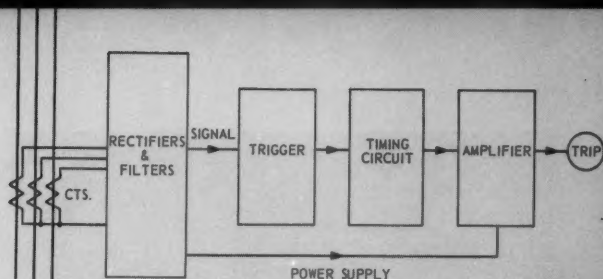 CTS.
RECTIFIERS
&
FILTERS
SIGNAL
TRIGGER
TIMING
CIRCUIT
AMPLIFIER
TRIP
POWER SUPPLY